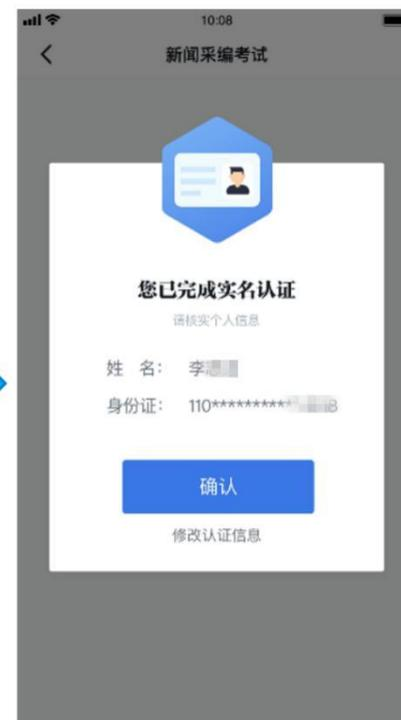 10:08
新闻采编考试
您已完成实名认证
请核实个人信息
姓 名： 李
身份证： 110*********
确认
修改认证信息